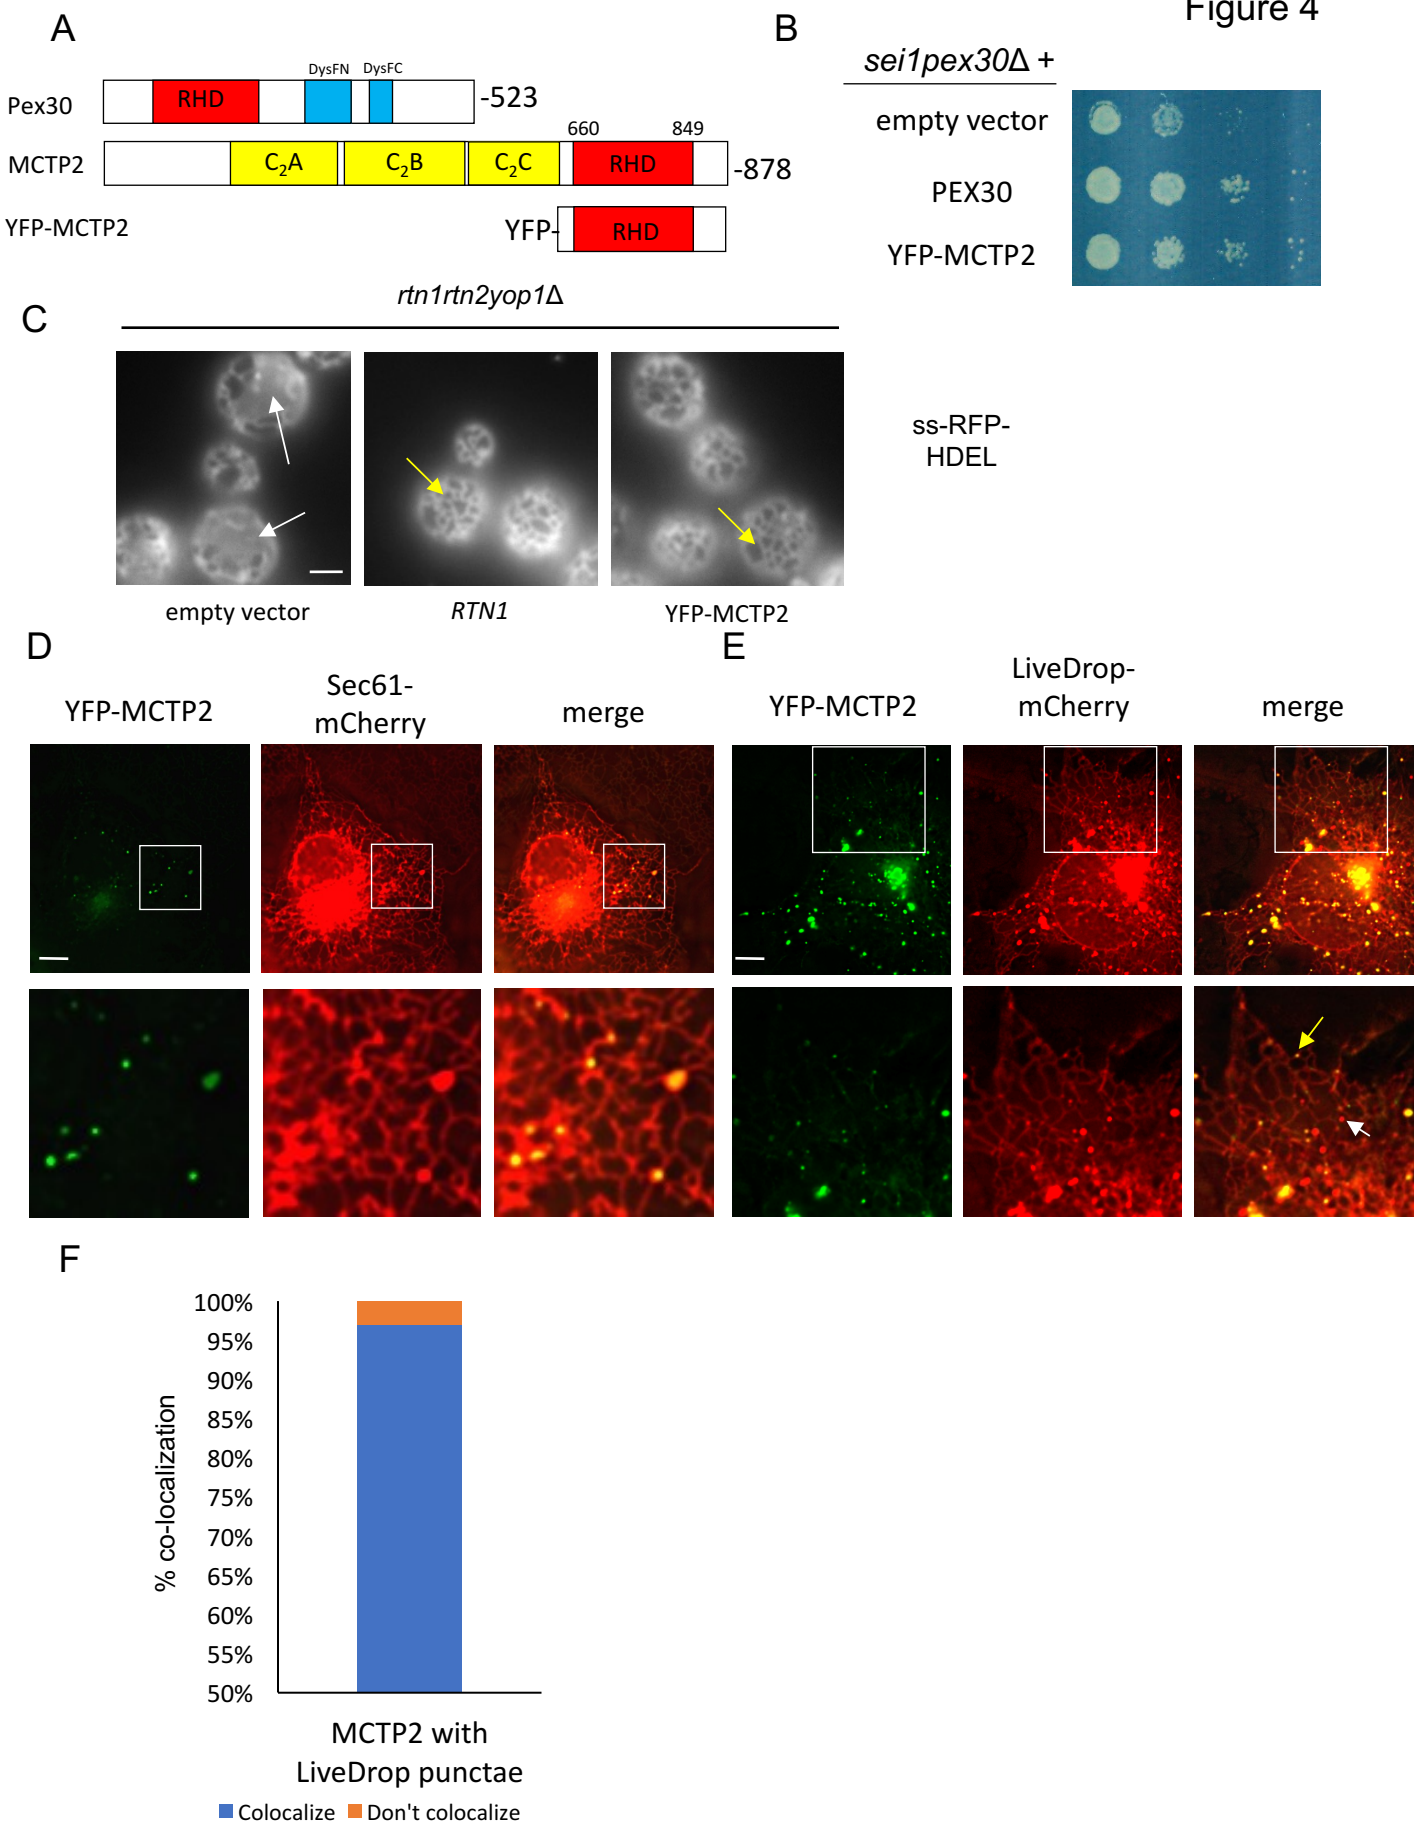 Figure 4
A
DysFN DysFC
Pex30 RHD -523
660 849
MCTP2 C2A C2B C2C RHD -878
YFP-MCTP2 YFP- RHD
B
sei1pex30Δ +
empty vector
PEX30
YFP-MCTP2
C
rtn1rtn2yop1Δ
ss-RFP-
HDEL
empty vector RTN1 YFP-MCTP2
D
YFP-MCTP2
Sec61-
mCherry
merge
E
YFP-MCTP2
LiveDrop-
mCherry
merge
F
% co-localization
100%
95%
90%
85%
80%
75%
70%
65%
60%
55%
50%
MCTP2 with
LiveDrop punctae
Colocalize Don't colocalize